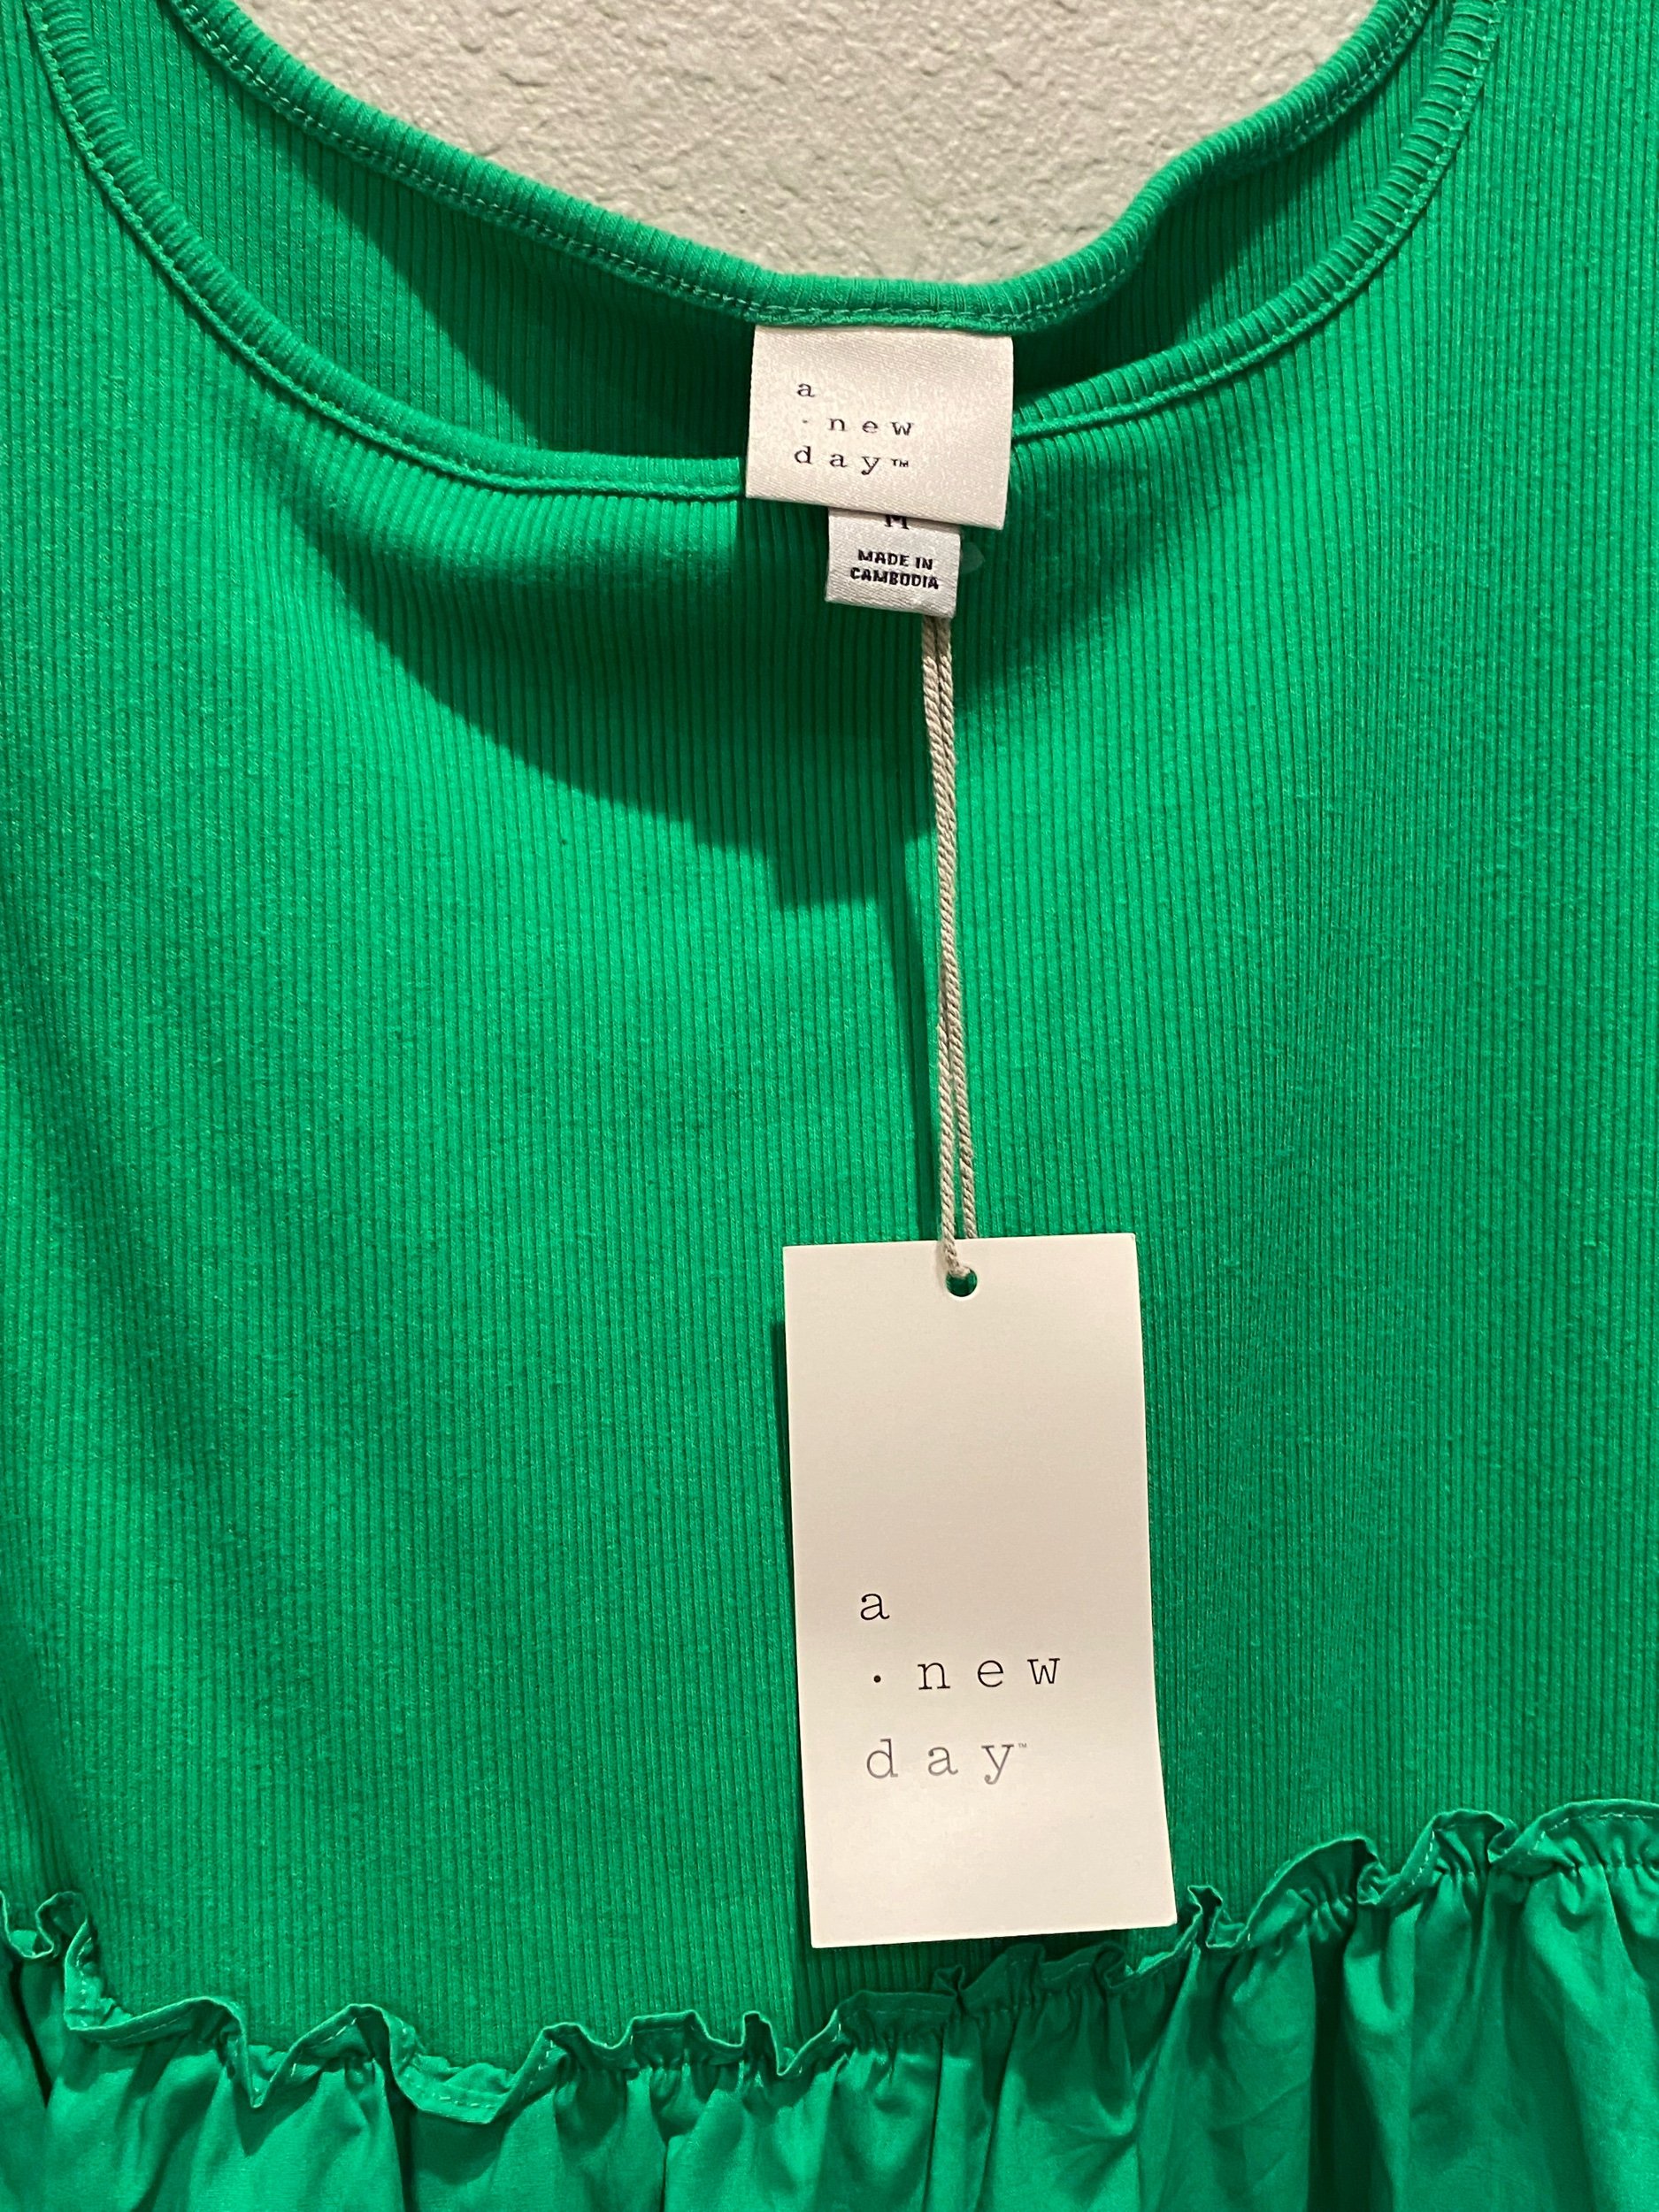 a
· new
day™
M
MADE IN
CAMBODIA
a
· new
day™